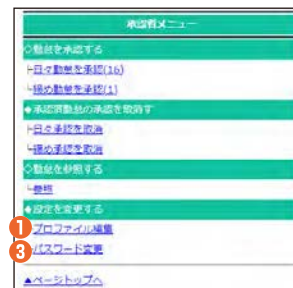 承認者メニュー
◇勤怠を承認する
├日々勤怠を承認(16)
└締め勤怠を承認(1)
◆承認済勤怠の承認を取消す
├日々承認を取消
└締め承認を取消
◇勤怠を参照する
└参照
◆設定を変更する
❶プロファイル編集
❸パスワード変更
▲ページトップへ